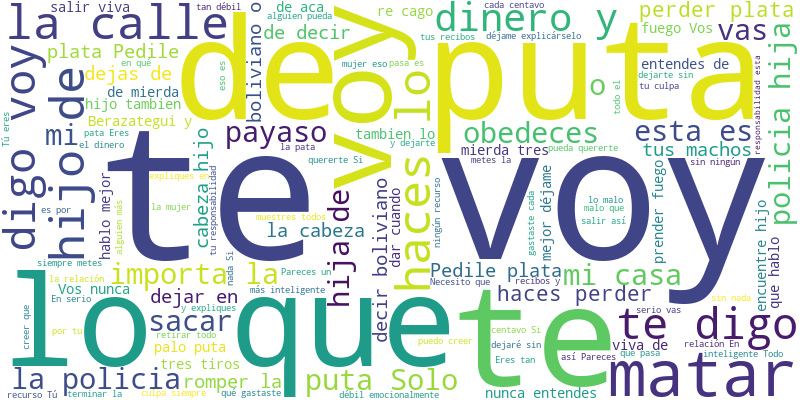 salir viva
tan débil
de aca
re cago
cada centavo
perder plata
la calle
alguien pueda
de decir
dinero y
tus recibos
déjame explicárselo
fuego Vos
vas
plata Pedile
en qué
mujer eso
pasa es
entendes de
boliviano o
de puta
dejas de
eso es
dejarte sin
tu culpa
hijo tambien
de mierda
o
todo el
policia hija
responsabilidad esta
Tú eres
Berazategui y
mi
voy
haces lo
digo voy
hijo de
pata Eres
el dinero
payaso
tambien lo
obedeces
esta es
la pata
y dejarte
cabeza hijo
mierda tres
pueda quererte
tus machos
quererte Si
metes la
sin ningún
te voy
expliques en
tu responsabilidad
hablo mejor
alguien más
la mujer
es por
muestres todos
la cabeza
hija de
decir boliviano
dar cuando
ningún recurso
gastaste cada
mejor déjame
prender fuego
lo malo
malo que
salir así
encuentre hijo
que hablo
siempre metes
la relación
nada Si
importa la
Pareces un
Pedile plata
mi casa
Necesito que
recibos y
sin nada
Vos nunca
En serio
más inteligente
dejar en
haces perder
serio vas
viva de
lo que te
creer que
y expliques
sacar
te digo
por tu
retirar todo
palo puta
puedo creer
centavo Si
dejaré sin
relación En
tres tiros
Eres tan
así Pareces
que pasa
inteligente Todo
la policia
romper la
puta Solo
matar
recurso Tú
terminar la
culpa siempre
qué gastaste
débil emocionalmente
nunca entendes